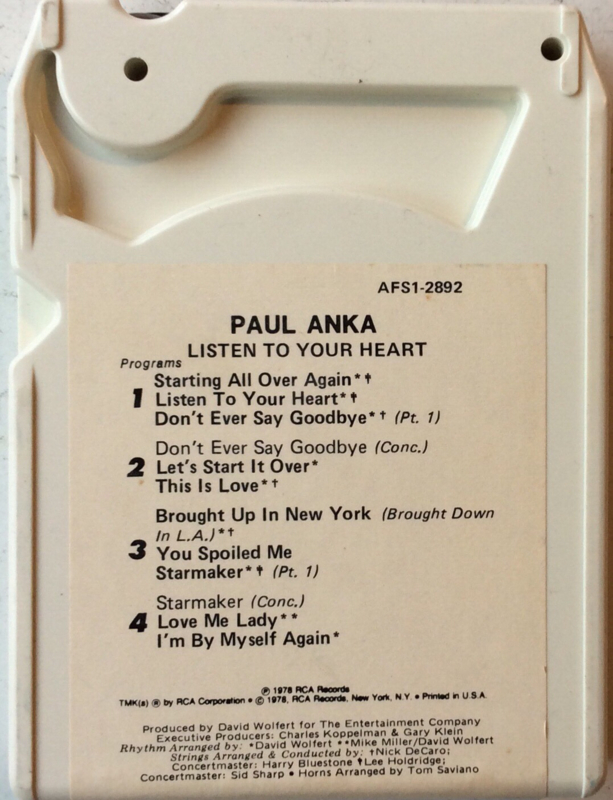 AFS1-2892
PAUL ANKA
LISTEN TO YOUR HEART
Programs
1
Starting All Over Again*‡
Listen To Your Heart*‡
Don't Ever Say Goodbye*† (Pt. 1)
2
Don't Ever Say Goodbye (Conc.)
Let's Start It Over*
This Is Love*†
3
Brought Up In New York (Brought Down
In L.A.)*†
You Spoiled Me
Starmaker*‡ (Pt. 1)
4
Starmaker (Conc.)
Love Me Lady**
I'm By Myself Again*
℗ 1978 RCA Records
TMK(s) ® by RCA Corporation • © 1978, RCA Records, New York, N.Y. • Printed in U.S.A.
Produced by David Wolfert for The Entertainment Company
Executive Producers: Charles Koppelman & Gary Klein
Rhythm Arranged by: *David Wolfert **Mike Miller/David Wolfert
Strings Arranged & Conducted by: †Nick DeCaro;
Concertmaster: Harry Bluestone ‡Lee Holdridge;
Concertmaster: Sid Sharp • Horns Arranged by Tom Saviano